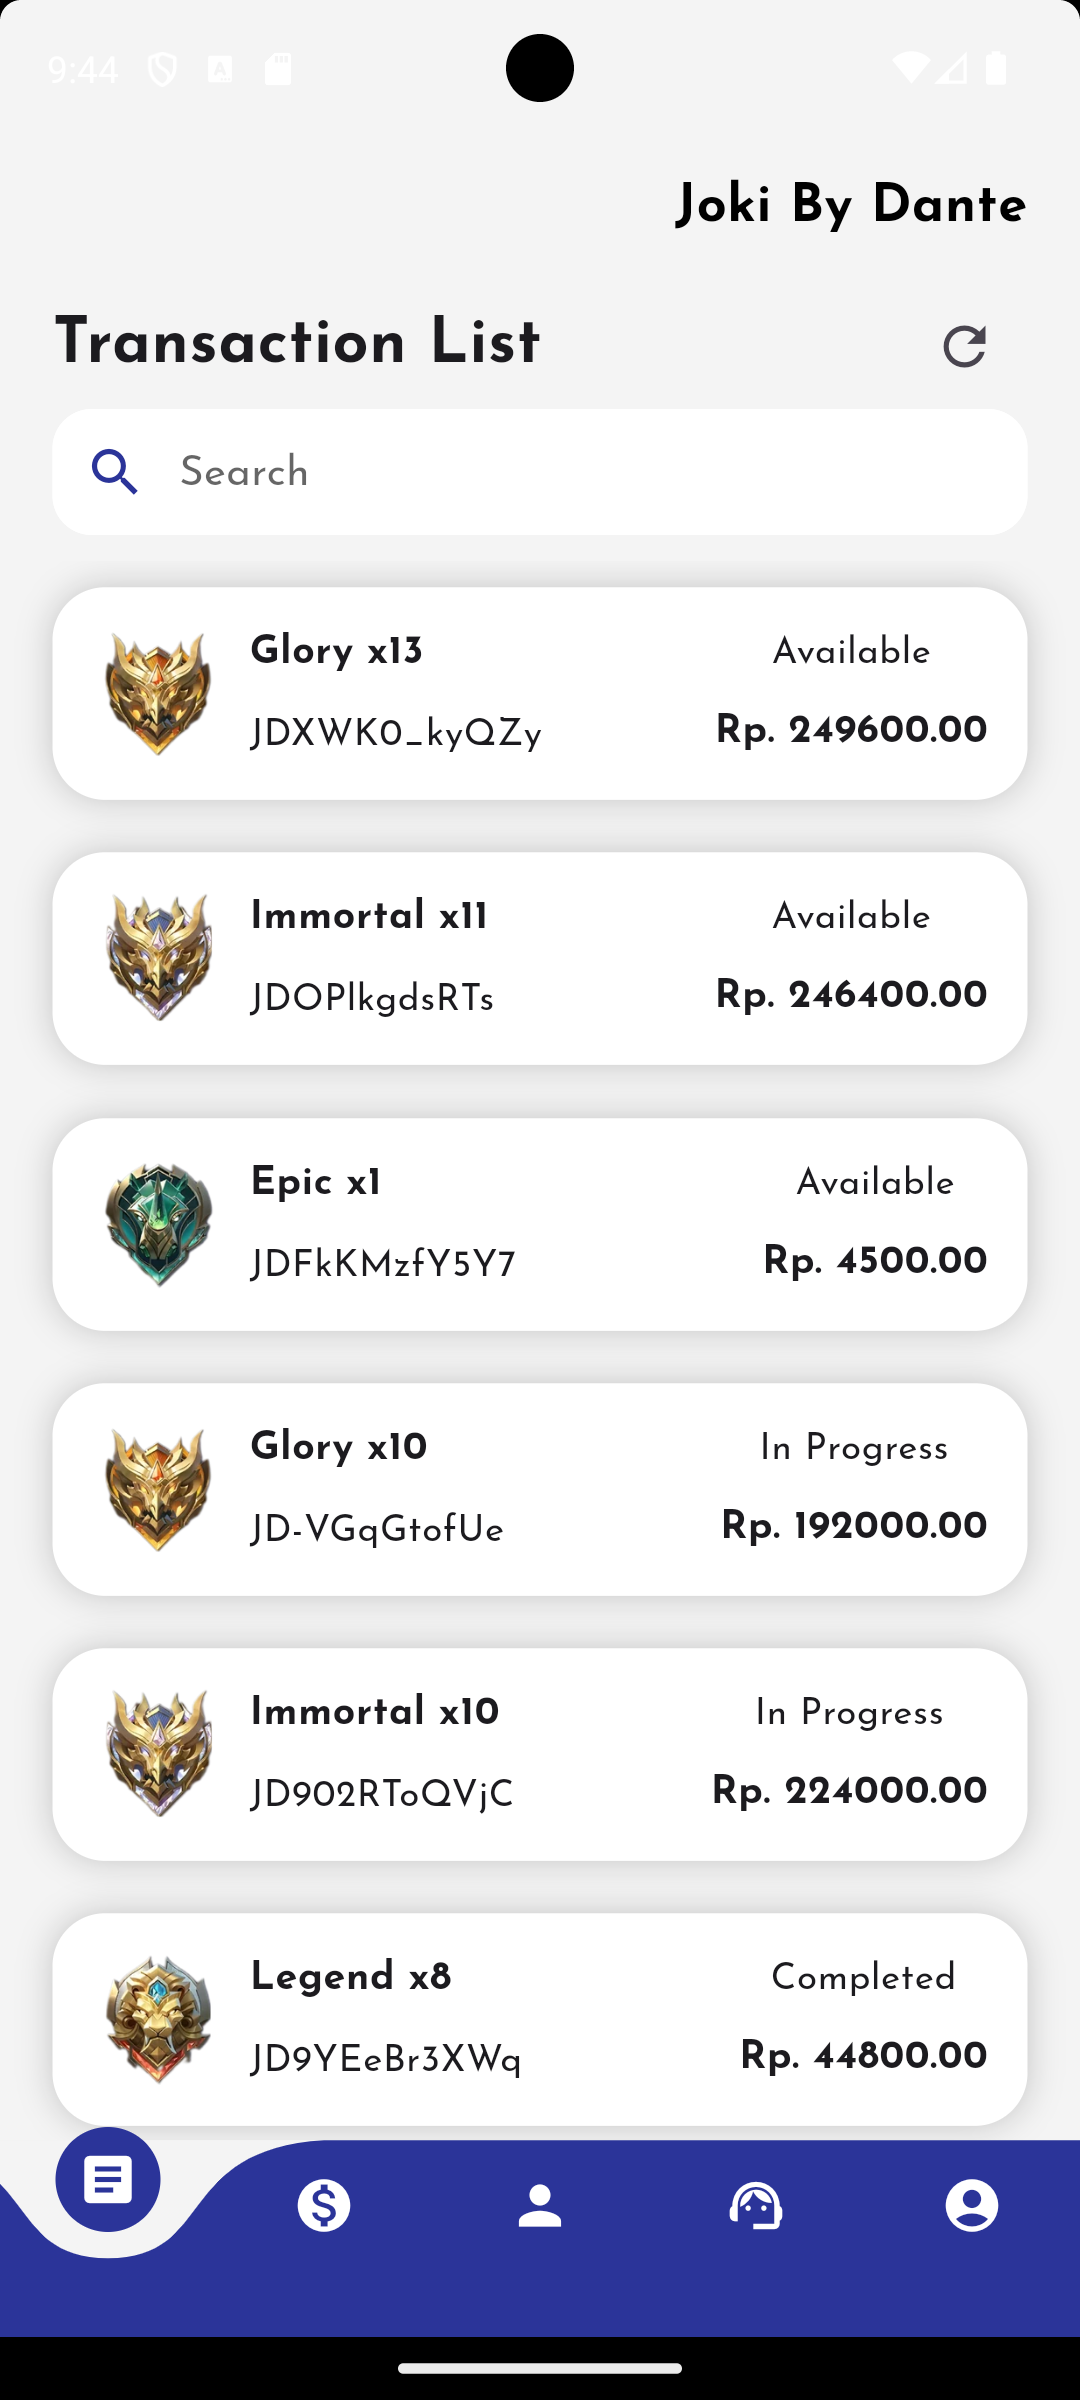 9:44
Joki By Dante
Transaction List
Search
Glory x13
Available
JDXWK0_kyQZy
Rp. 249600.00
Immortal x11
Available
JDOPlkgdsRTs
Rp. 246400.00
Epic x1
Available
JDFkKMzfY5Y7
Rp. 4500.00
Glory x10
In Progress
JD-VGqGtofUe
Rp. 192000.00
Immortal x10
In Progress
JD902RToQVjC
Rp. 224000.00
Legend x8
Completed
JD9YEeBr3XWq
Rp. 44800.00